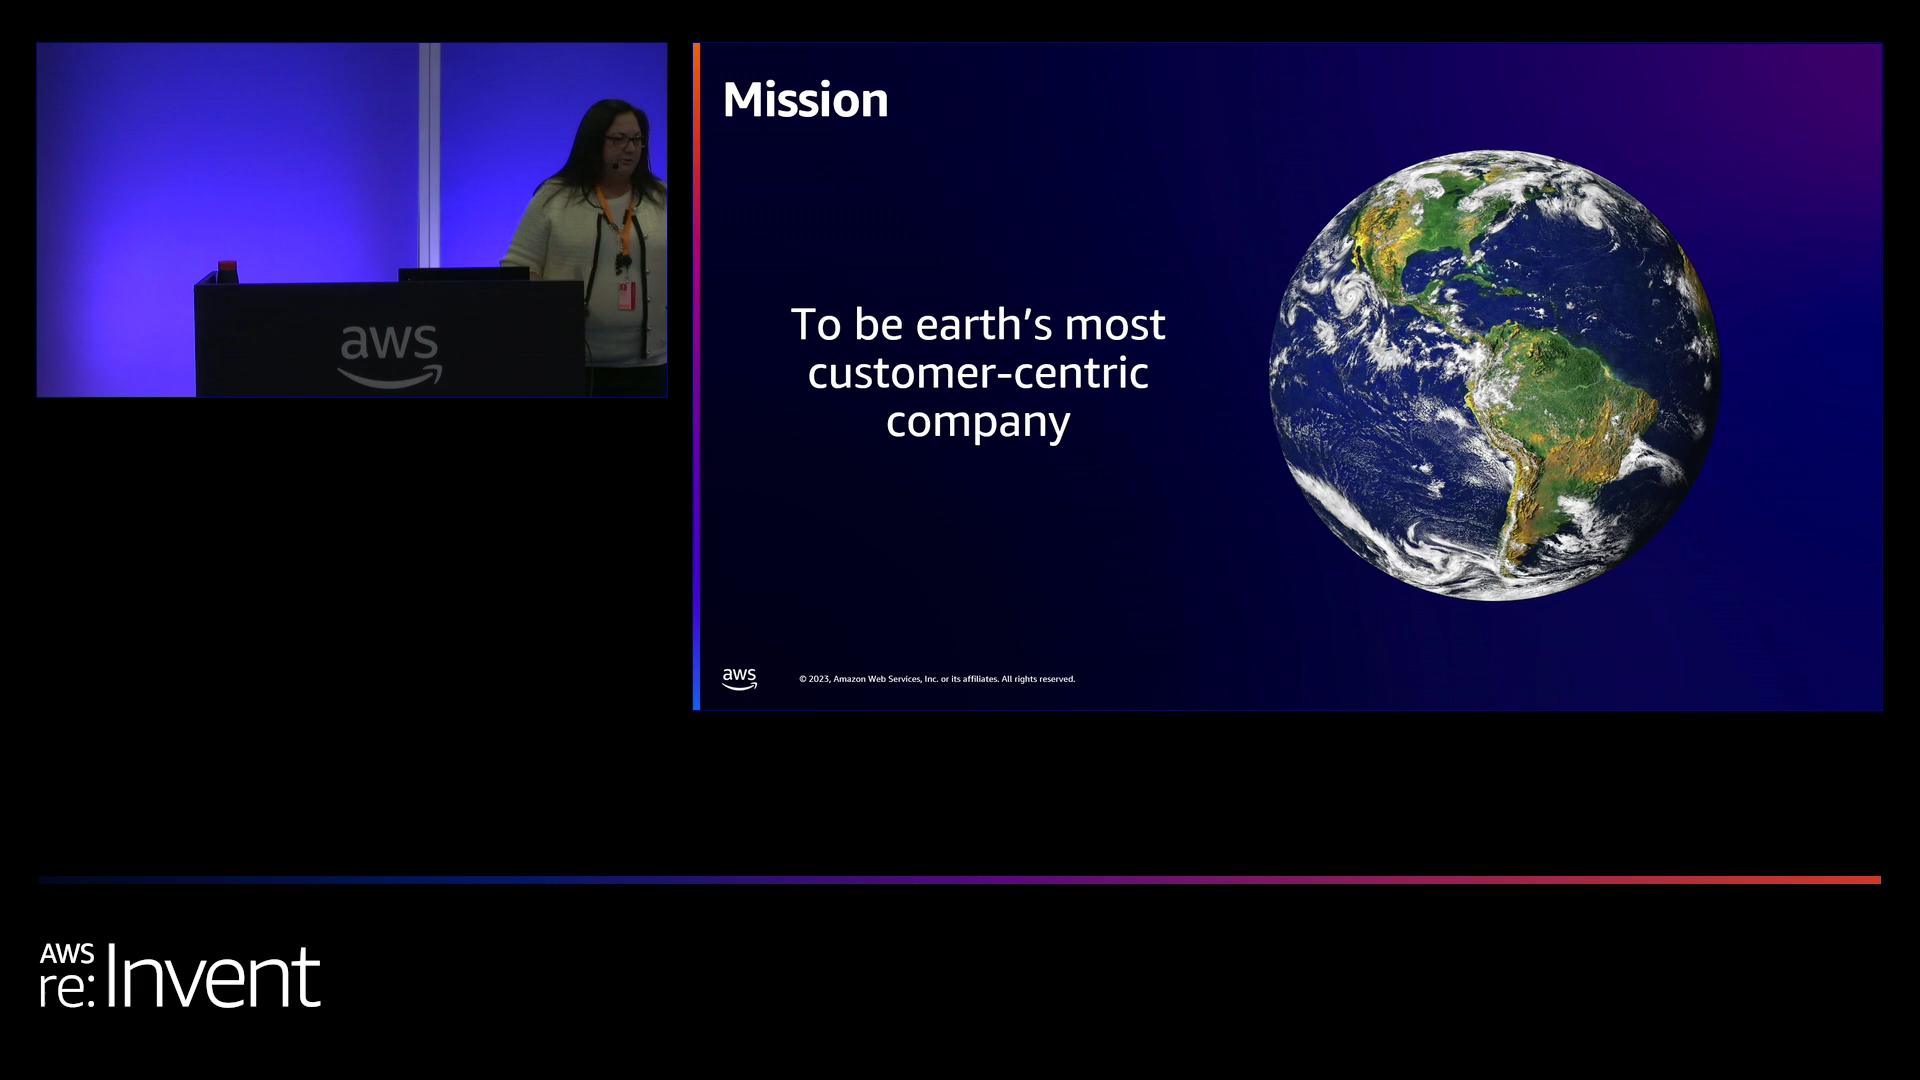 aws
Mission
To be earth’s most
customer-centric
company
aws
© 2023, Amazon Web Services, Inc. or its affiliates. All rights reserved.
AWS
re:Invent